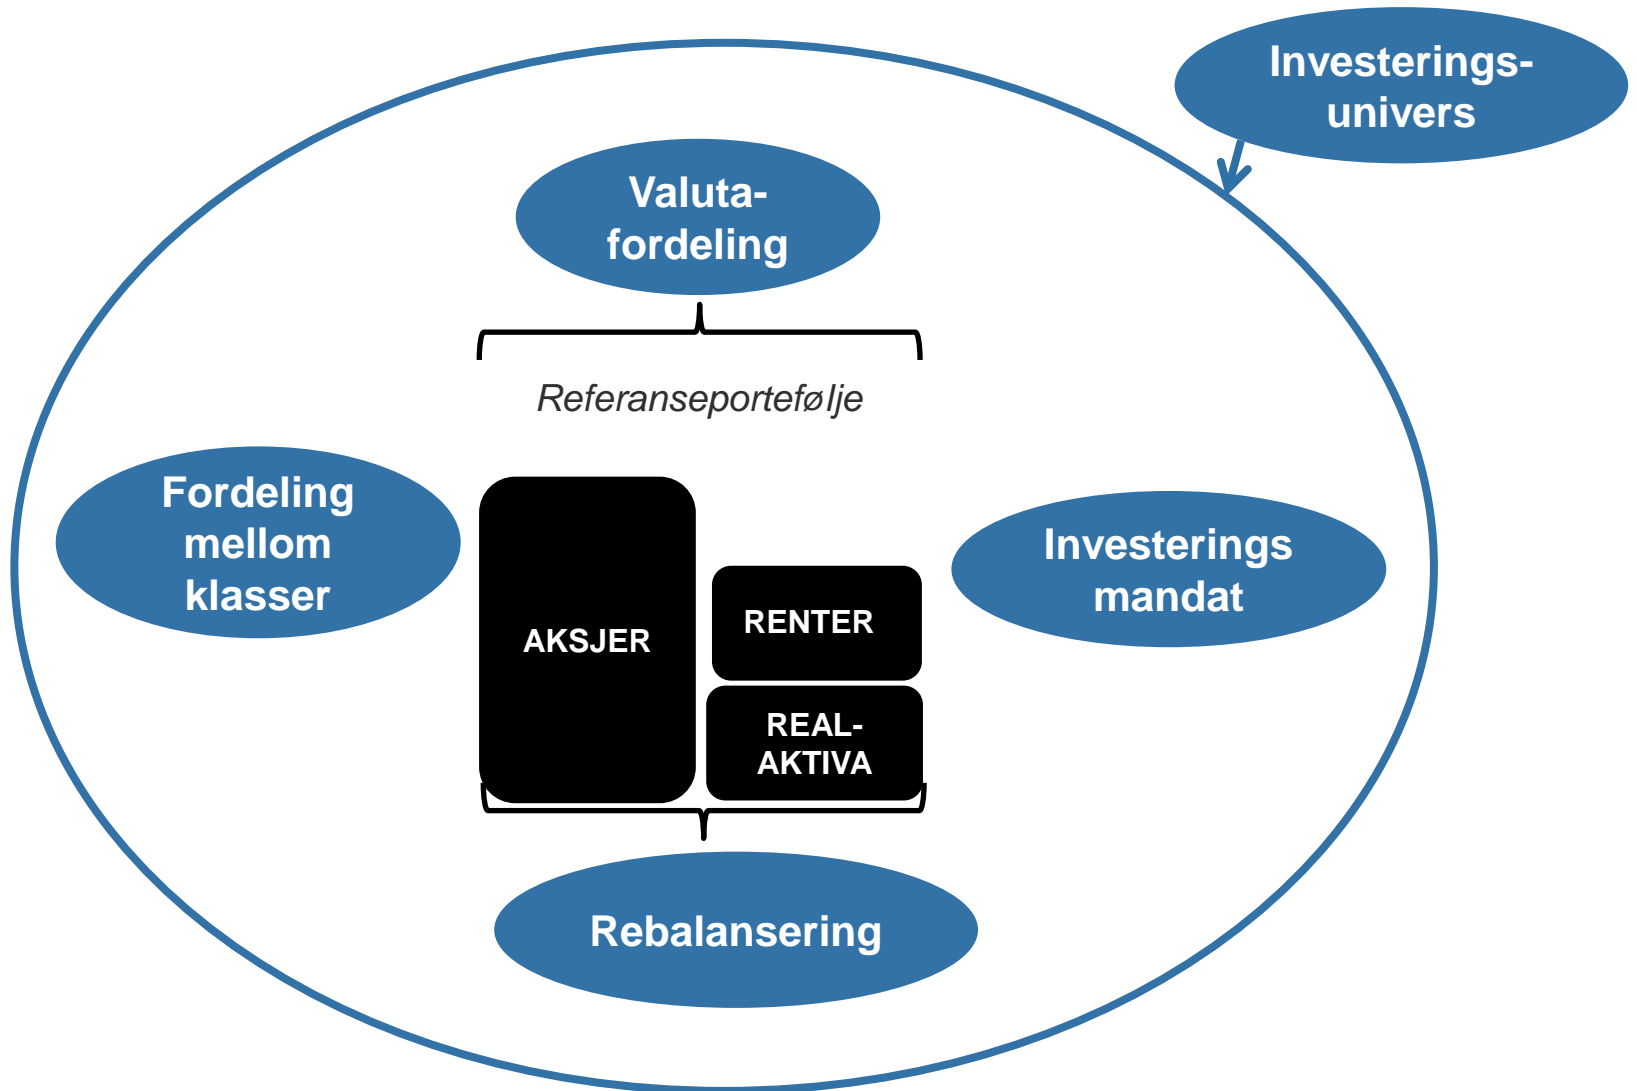 Investerings-
univers
Valuta-
fordeling
Referanseportefølje
Fordeling
mellom
klasser
AKSJER
RENTER
REAL-
AKTIVA
Investerings
mandat
Rebalansering